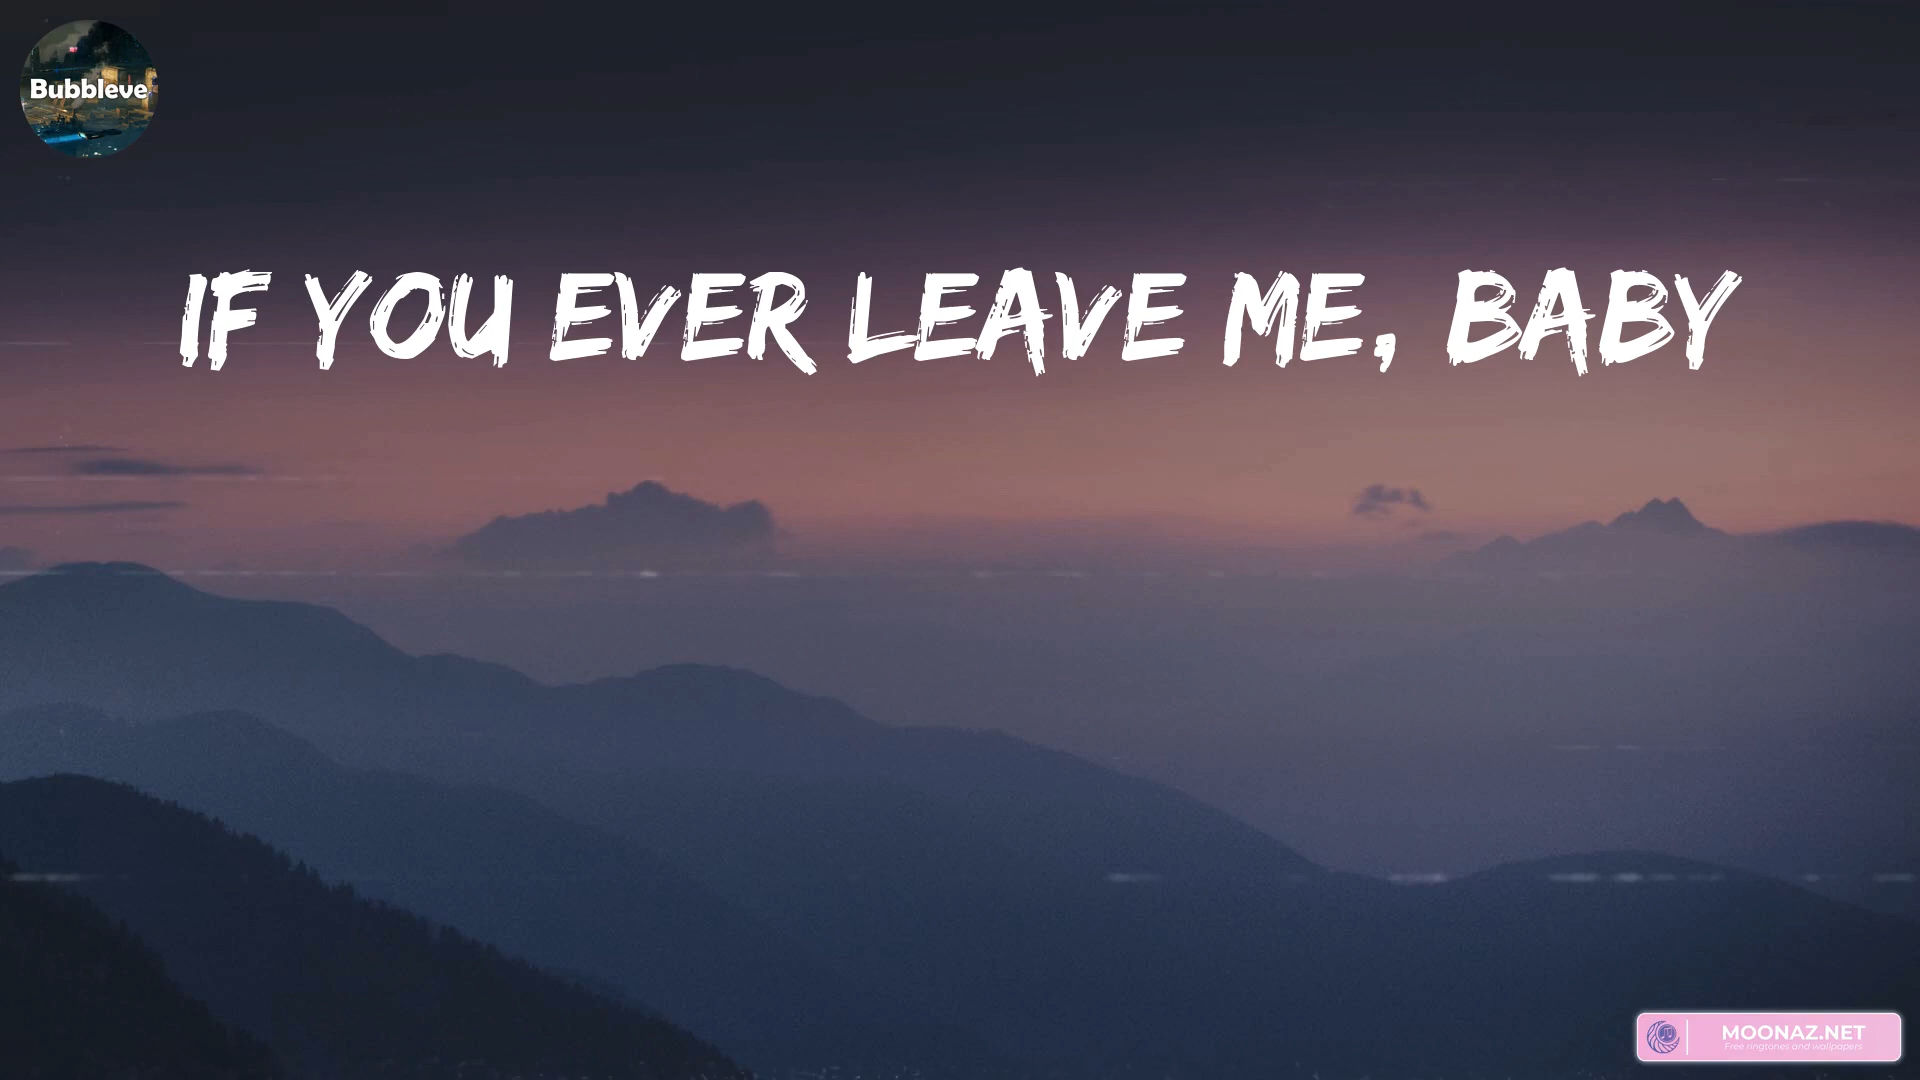 Bubbleve
IF YOU EVER LEAVE ME, BABY
MOONAZ.NET
Free ringtones and wallpapers